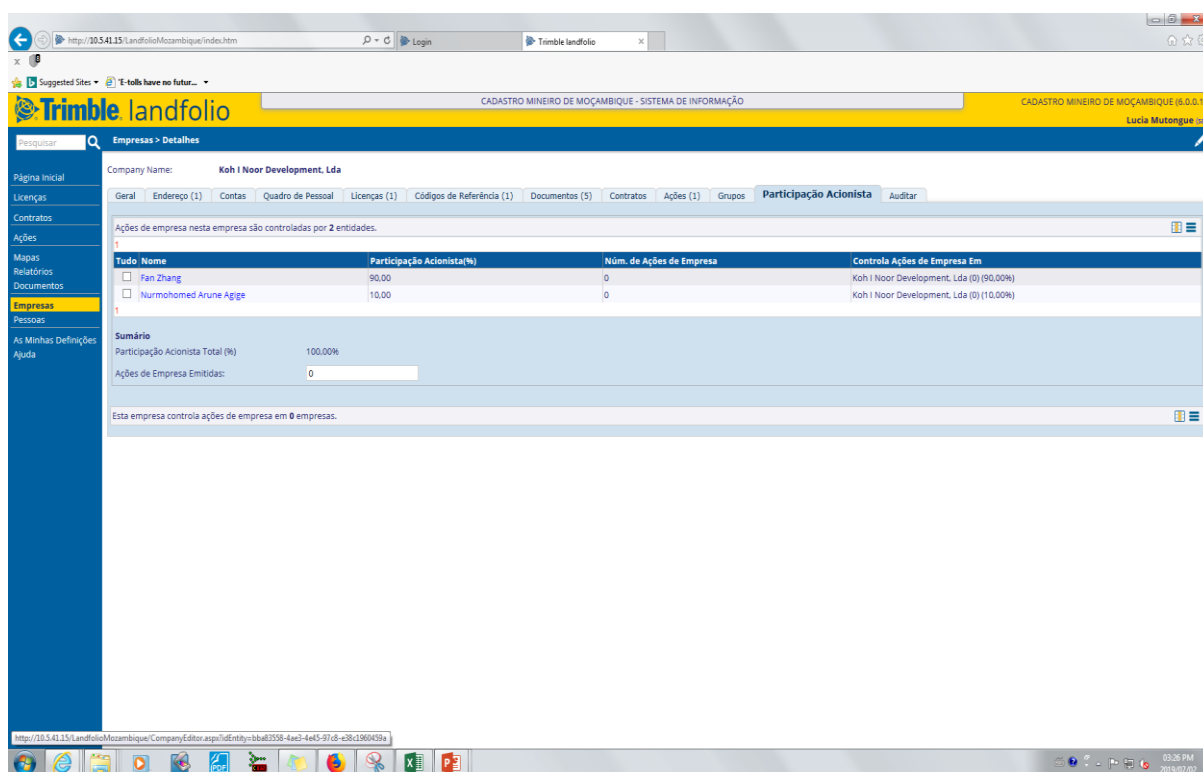 http://10.5.41.15/LandfolioMozambique/index.htm Login Trimble landfolio
Suggested Sites 'E-tolls have no futur...
Trimble. landfolio
CADASTRO MINEIRO DE MOÇAMBIQUE - SISTEMA DE INFORMAÇÃO
CADASTRO MINEIRO DE MOÇAMBIQUE (6.0.0.1
Lucia Mutongue
Pesquisar
Empresas > Detalhes
Company Name: Koh I Noor Development, Lda
Página Inicial
Licenças
Contratos
Ações
Mapas
Relatórios
Documentos
Empresas
Pessoas
As Minhas Definições
Ajuda
Geral Endereço (1) Contas Quadro de Pessoal Licenças (1) Códigos de Referência (1) Documentos (5) Contratos Ações (1) Grupos Participação Acionista Auditar
Ações de empresa nesta empresa são controladas por 2 entidades.
1
Tudo Nome Participação Acionista(%) Núm. de Ações de Empresa Controla Ações de Empresa Em
Fan Zhang 90,00 0 Koh I Noor Development, Lda (0) (90,00%)
Nurmohomed Arune Agige 10,00 0 Koh I Noor Development, Lda (0) (10,00%)
1
Sumário
Participação Acionista Total (%) 100,00%
Ações de Empresa Emitidas: 0
Esta empresa controla ações de empresa em 0 empresas.
http://10.5.41.15/LandfolioMozambique/CompanyEditor.aspx?idEntity=bba83558-4ae3-4e45-97c8-e38c1960459a
03:26 PM
2019/07/02